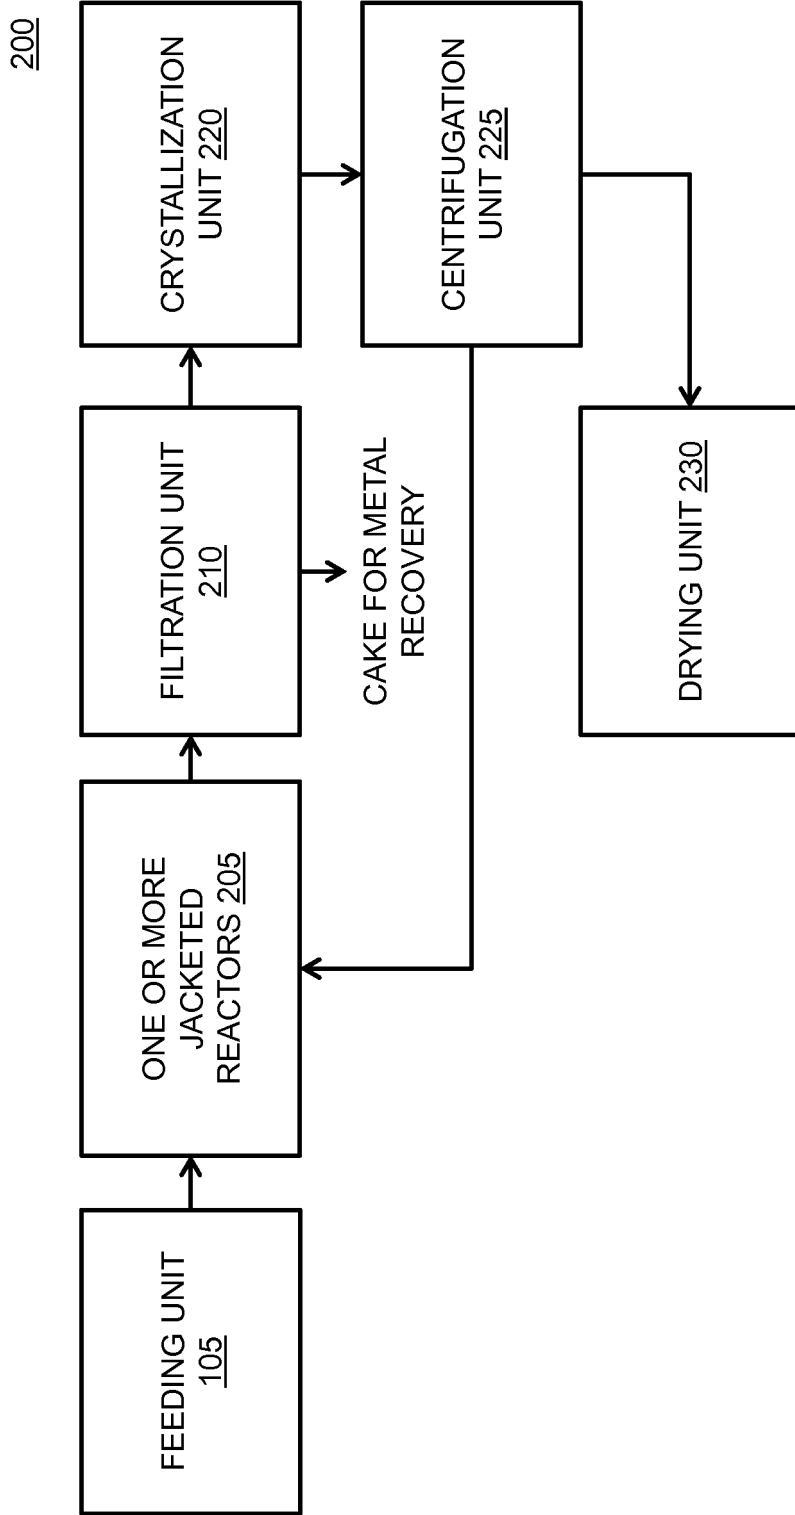 200
FEEDING UNIT
105
ONE OR MORE
JACKETED
REACTORS 205
FILTRATION UNIT
210
CRYSTALLIZATION
UNIT 220
CAKE FOR METAL
RECOVERY
CENTRIFUGATION
UNIT 225
DRYING UNIT 230